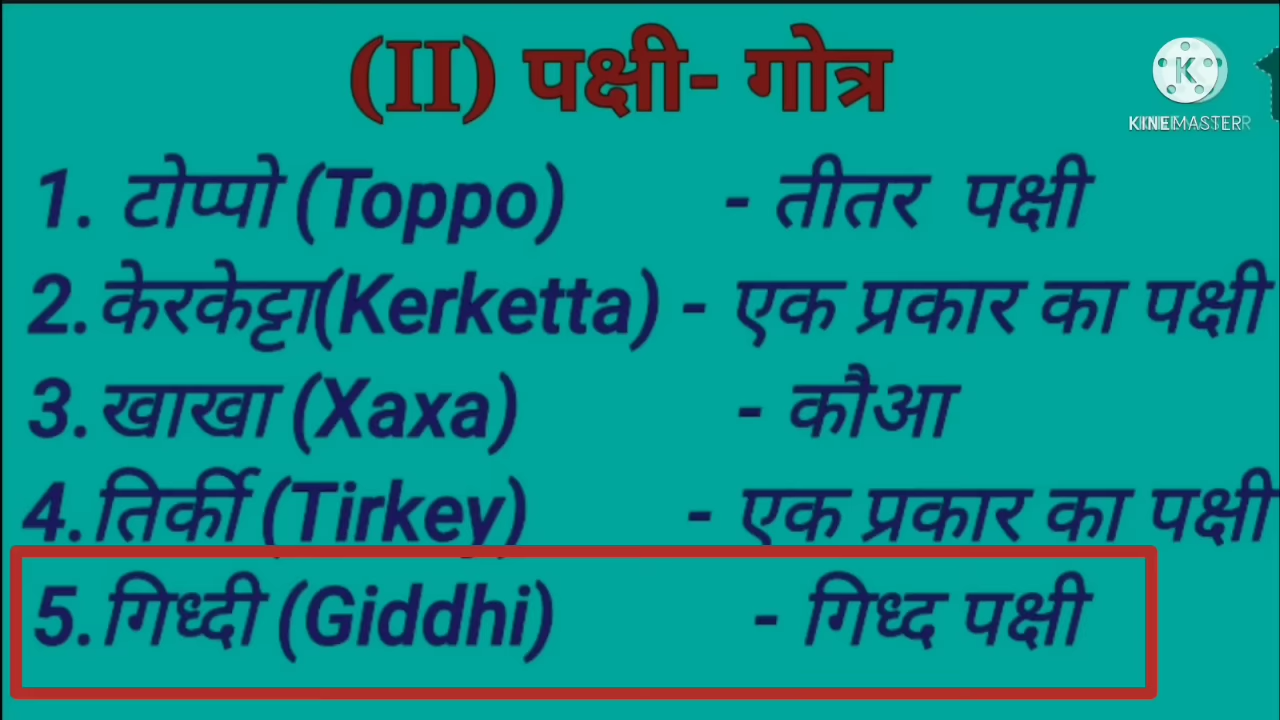 (II) पक्षी- गोत्र
KINEMASTER
1. टोप्पो (Toppo) - तीतर पक्षी
2. केरकेट्टा(Kerketta) - एक प्रकार का पक्षी
3. खाखा (Xaxa) - कौआ
4. तिर्की (Tirkey) - एक प्रकार का पक्षी
5. गिध्दी (Giddhi) - गिध्द पक्षी